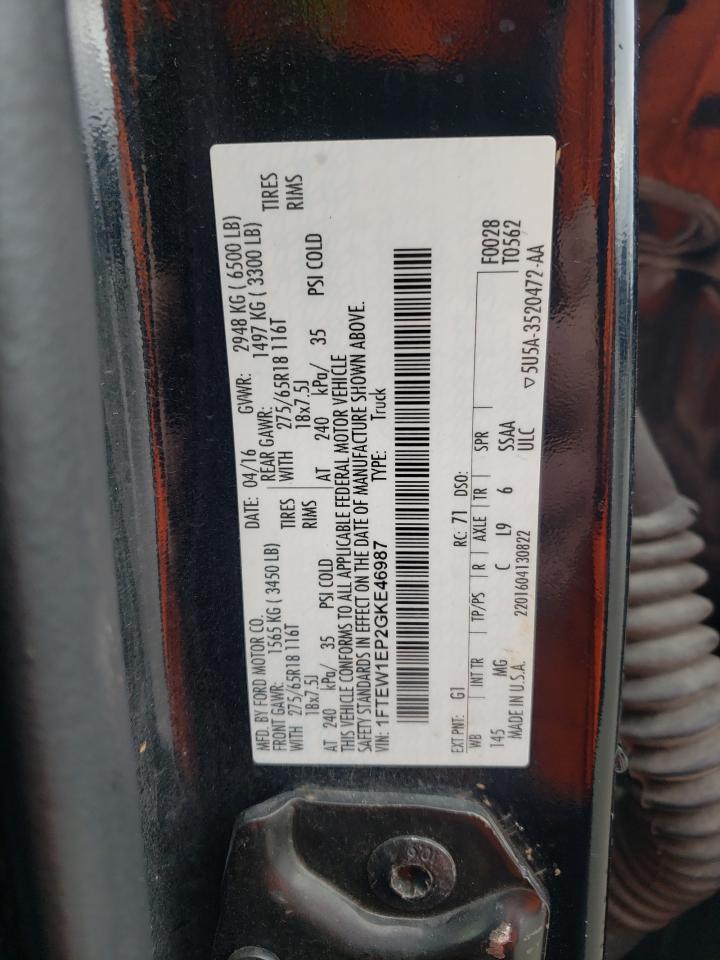 MFD. BY FORD MOTOR CO.
DATE: 04/16 GVWR: 2948 KG ( 6500 LB)
FRONT GAWR: 1565 KG ( 3450 LB) REAR GAWR: 1497 KG ( 3300 LB)
WITH 275/65R18 116T TIRES WITH 275/65R18 116T TIRES
18x7.5J RIMS 18x7.5J RIMS
AT 240 kPa/ 35 PSI COLD AT 240 kPa/ 35 PSI COLD
THIS VEHICLE CONFORMS TO ALL APPLICABLE FEDERAL MOTOR VEHICLE
SAFETY STANDARDS IN EFFECT ON THE DATE OF MANUFACTURE SHOWN ABOVE.
VIN: 1FTEW1EP2GKE46987 TYPE: Truck
EXT PNT: G1 RC: 71 DSO:
WB INT TR TP/PS R AXLE TR SPR F0028
145 MG C L9 6 SSAA T0562
MADE IN U.S.A. 2201604130822 ULC
▽5U5A-3520472-AA